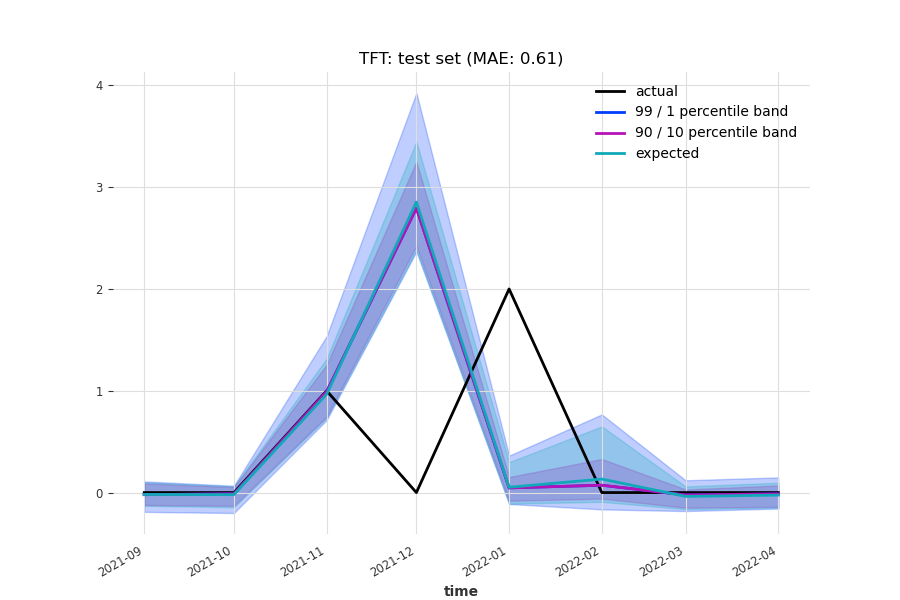 TFT: test set (MAE: 0.61)
actual
99 / 1 percentile band
90 / 10 percentile band
expected
4
3
2
1
0
2021-09
2021-10
2021-11
2021-12
2022-01
2022-02
2022-03
2022-04
time